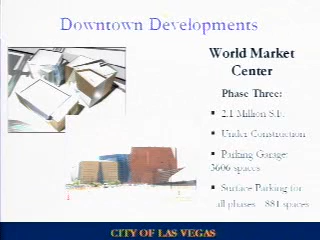 Downtown Developments
World Market
Center
Phase Three:
▪ 2.1 Million S.F.
▪ Under Construction
▪ Parking Garage:
3606 spaces
▪ Surface Parking for
all phases - 881 spaces
CITY OF LAS VEGAS